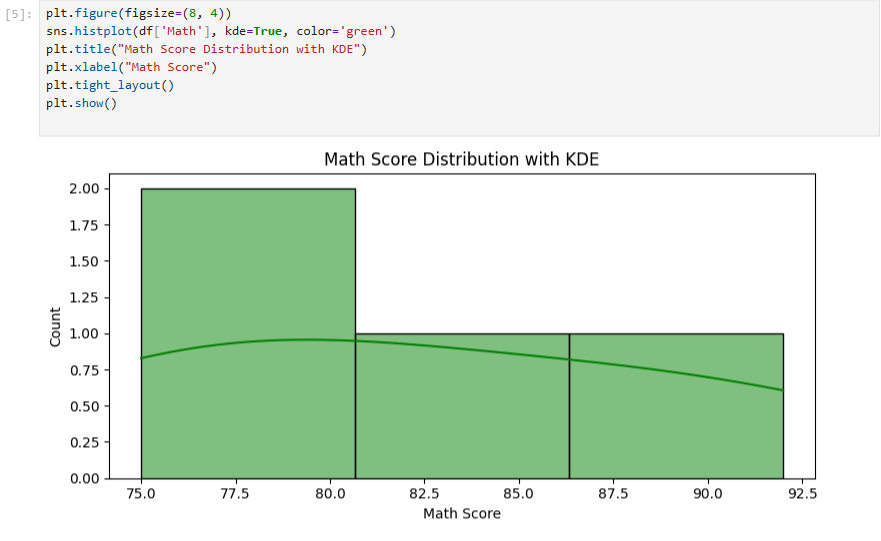 [5]: plt.figure(figsize=(8, 4))
sns.histplot(df['Math'], kde=True, color='green')
plt.title("Math Score Distribution with KDE")
plt.xlabel("Math Score")
plt.tight_layout()
plt.show()
Math Score Distribution with KDE
2.00
1.75
1.50
1.25
1.00
0.75
0.50
0.25
0.00
Count
75.0 77.5 80.0 82.5 85.0 87.5 90.0 92.5
Math Score